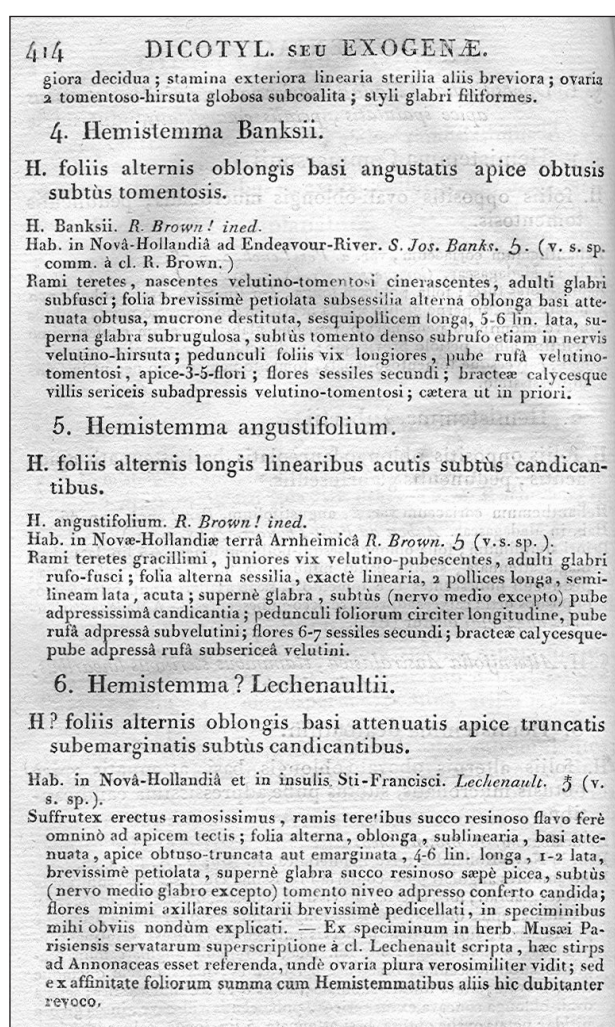 414 DICOTYL. SEU EXOGENÆ.
giora decidua ; stamina exteriora linearia sterilia aliis breviora ; ovaria
2 tomentoso-hirsuta globosa subcoalita ; styli glabri filiformes.
4. Hemistemma Banksii.
H. foliis alternis oblongis basi angustatis apice obtusis
subtùs tomentosis.
H. Banksii. R. Brown ! ined.
Hab. in Novâ-Hollandiâ ad Endeavour-River. S. Jos. Banks. ♄. (v. s. sp.
comm. à cl. R. Brown.)
Rami teretes, nascentes velutino-tomentosi cinerascentes, adulti glabri
subfusci ; folia brevissimè petiolata subsessilia alterna oblonga basi atte-
nuata obtusa, mucrone destituta, sesquipollicem longa, 5-6 lin. lata, su-
perna glabra subrugulosa, subtùs tomento denso subrufo etiam in nervis
velutino-hirsuta ; pedunculi foliis vix longiores, pube rufâ velutino-
tomentosi, apice-3-5-flori ; flores sessiles secundi ; bracteæ calycesque
villis sericeis subadpressis velutino-tomentosi ; cætera ut in priori.
5. Hemistemma angustifolium.
H. foliis alternis longis linearibus acutis subtùs candican-
tibus.
H. angustifolium. R. Brown ! ined.
Hab. in Novæ-Hollandiæ terrâ Arnheimicâ R. Brown. ♄ (v. s. sp. ).
Rami teretes gracillimi, juniores vix velutino-pubescentes, adulti glabri
rufo-fusci ; folia alterna sessilia, exactè linearia, 2 pollices longa, semi-
lineam lata, acuta ; supernè glabra, subtùs (nervo medio excepto) pube
adpressissimâ candicantia ; pedunculi foliorum circiter longitudine, pube
rufâ adpressâ subvelutini ; flores 6-7 sessiles secundi ; bracteæ calycesque-
pube adpressâ rufâ subsericeâ velutini.
6. Hemistemma ? Lechenaultii.
H ? foliis alternis oblongis basi attenuatis apice truncatis
subemarginatis subtùs candicantibus.
Hab. in Novâ-Hollandiâ et in insulis Sti-Francisci. Lechenault. ♄ (v.
s. sp.).
Suffrutex erectus ramosissimus, ramis teretibus succo resinoso flavo ferè
omninò ad apicem tectis ; folia alterna, oblonga, sublinearia, basi atte-
nuata, apice obtuso-truncata aut emarginata, 4-6 lin. longa, 1-2 lata,
brevissimè petiolata, supernè glabra succo resinoso sæpè picea, subtùs
(nervo medio glabro excepto) tomento niveo adpresso conferto candida;
flores minimi axillares solitarii brevissimè pedicellati, in speciminibus
mihi obviis nondùm explicati. — Ex speciminum in herb. Musæi Pa-
risiensis servatarum superscriptione à cl. Lechenault scripta, hæc stirps
ad Annonaceas esset referenda, undè ovaria plura verosimiliter vidit; sed
ex affinitate foliorum summa cum Hemistemmatibus aliis hic dubitanter
revoco.